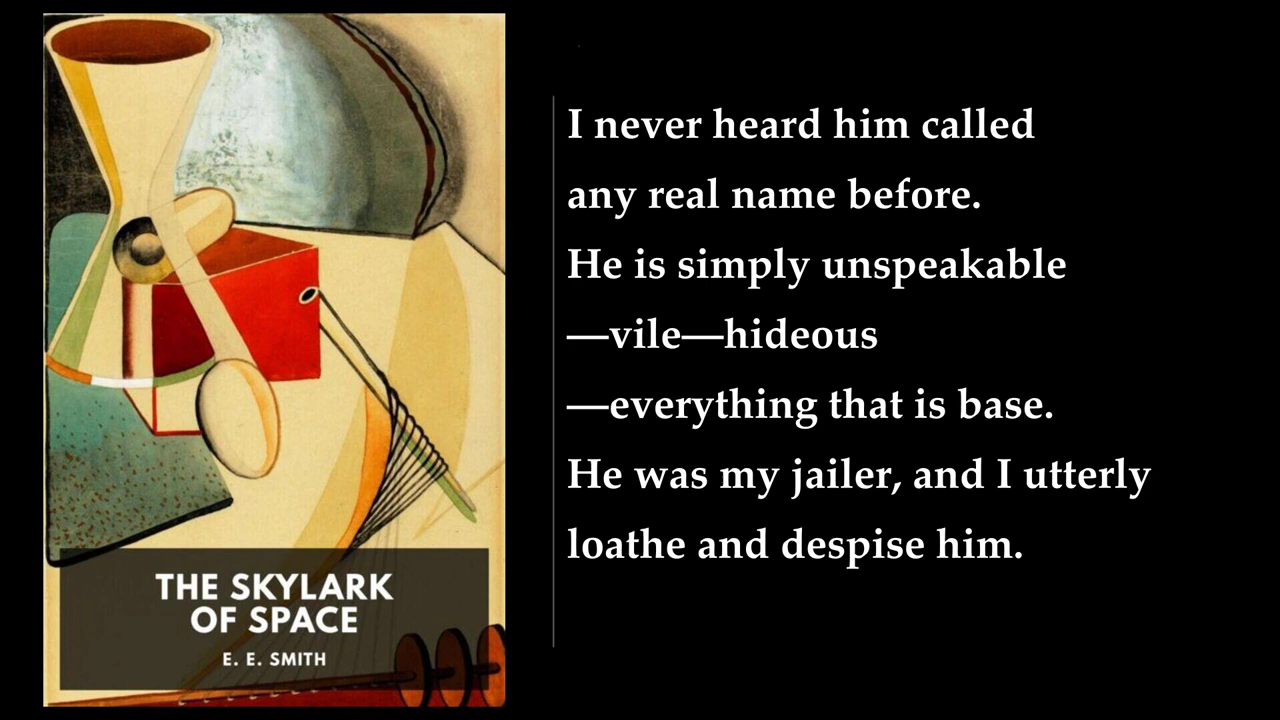 THE SKYLARK
OF SPACE
E. E. SMITH
I never heard him called
any real name before.
He is simply unspeakable
—vile—hideous
—everything that is base.
He was my jailer, and I utterly
loathe and despise him.